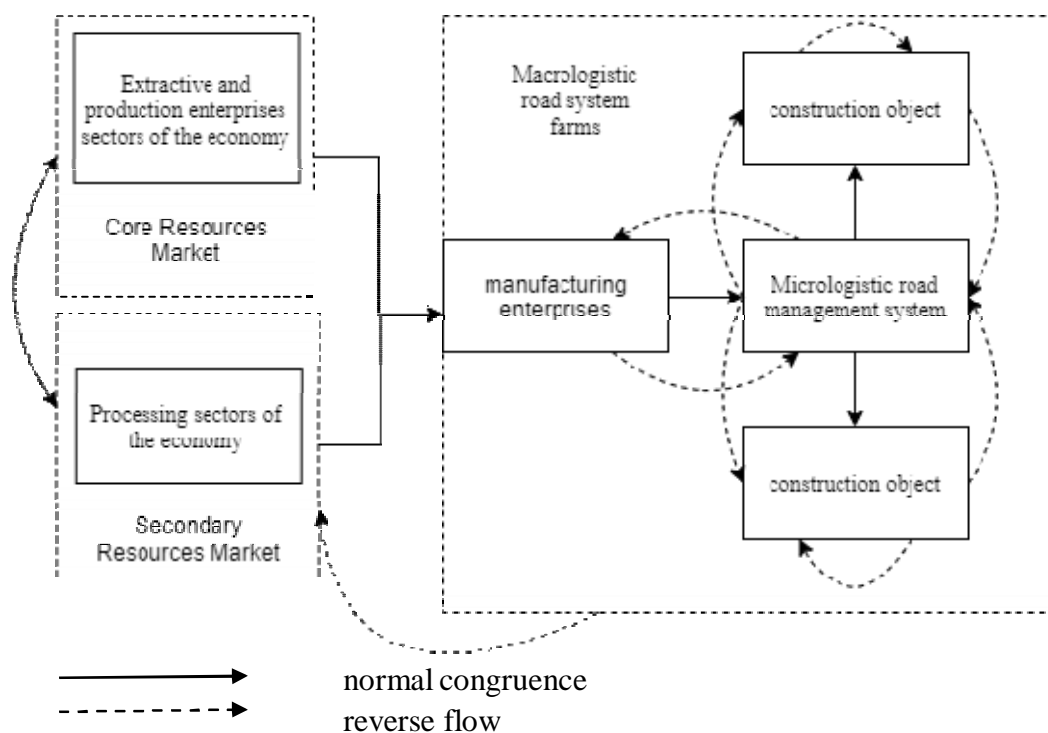 Extractive and
production enterprises
sectors of the economy
Core Resources
Market
Processing sectors of
the economy
Secondary
Resources Market
Macrologistic
road system
farms
manufacturing
enterprises
construction object
Micrologistic road
management system
construction object
normal congruence
reverse flow